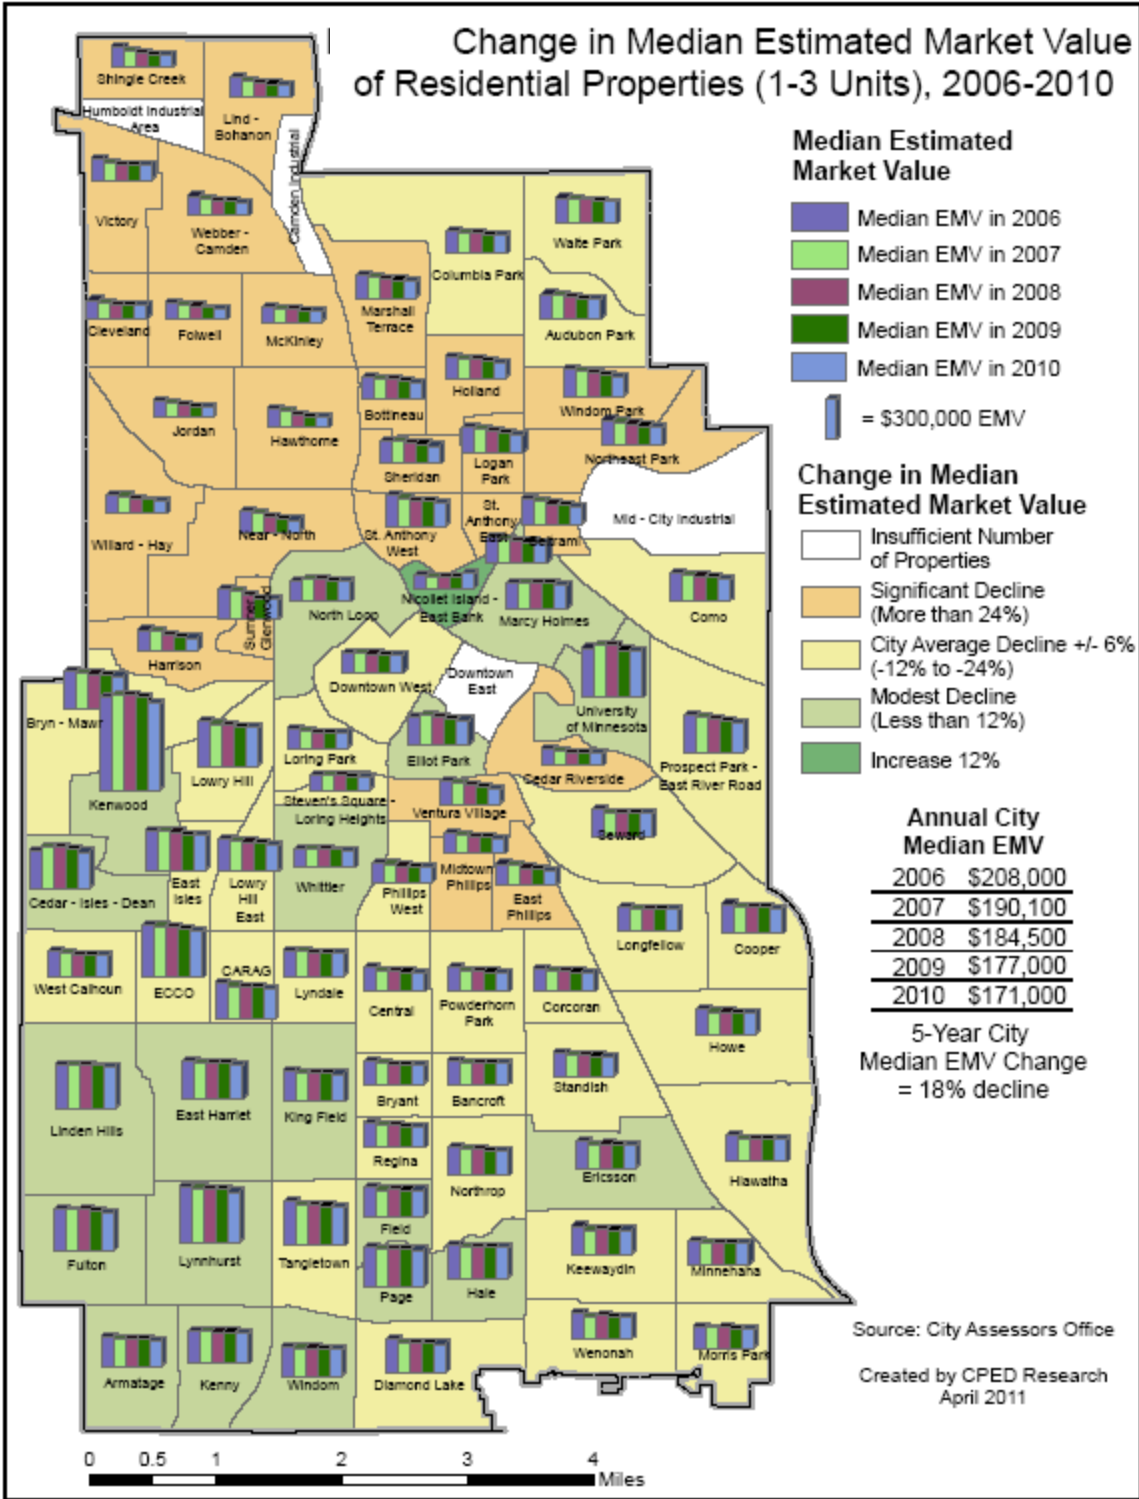 Change in Median Estimated Market Value
of Residential Properties (1-3 Units), 2006-2010
Median Estimated
Market Value
Median EMV in 2006
Median EMV in 2007
Median EMV in 2008
Median EMV in 2009
Median EMV in 2010
= $300,000 EMV
Change in Median
Estimated Market Value
Insufficient Number
of Properties
Significant Decline
(More than 24%)
City Average Decline +/- 6%
(-12% to -24%)
Modest Decline
(Less than 12%)
Increase 12%
Annual City
Median EMV
2006 $208,000
2007 $190,100
2008 $184,500
2009 $177,000
2010 $171,000
5-Year City
Median EMV Change
= 18% decline
Source: City Assessors Office
Created by CPED Research
April 2011
Shingle Creek
Humboldt Industrial
Area
Lind -
Bohanon
Camden Industrial
Victory
Webber -
Camden
Columbia Park
Waite Park
Audubon Park
Marshall
Terrace
Cleveland
Folwell
McKinley
Holland
Bottineau
Windom Park
Jordan
Hawthorne
Sheridan
Logan
Park
Northeast Park
Mid - City Industrial
Willard - Hay
Near - North
St. Anthony
West
St.
Anthony
East
Beltrami
Sumner
Glenwood
North Loop
Nicollet Island -
East Bank
Marcy Holmes
Como
Harrison
Downtown West
Downtown
East
University
of Minnesota
Bryn - Mawr
Kenwood
Lowry Hill
Loring Park
Elliot Park
Cedar Riverside
Prospect Park -
East River Road
Steven's Square -
Loring Heights
Ventura Village
Seward
Cedar - Isles - Dean
East
Isles
Lowry
Hill
East
Whittier
Phillips
West
Midtown
Phillips
East
Phillips
Longfellow
Cooper
West Calhoun
ECCO
CARAG
Lyndale
Central
Powderhorn
Park
Corcoran
Howe
Linden Hills
East Harriet
King Field
Bryant
Bancroft
Standish
Regina
Northrop
Ericsson
Hiawatha
Fulton
Lynnhurst
Tangletown
Field
Page
Hale
Keewaydin
Minnehaha
Armatage
Kenny
Windom
Diamond Lake
Wenonah
Morris Park
0 0.5 1 2 3 4
Miles